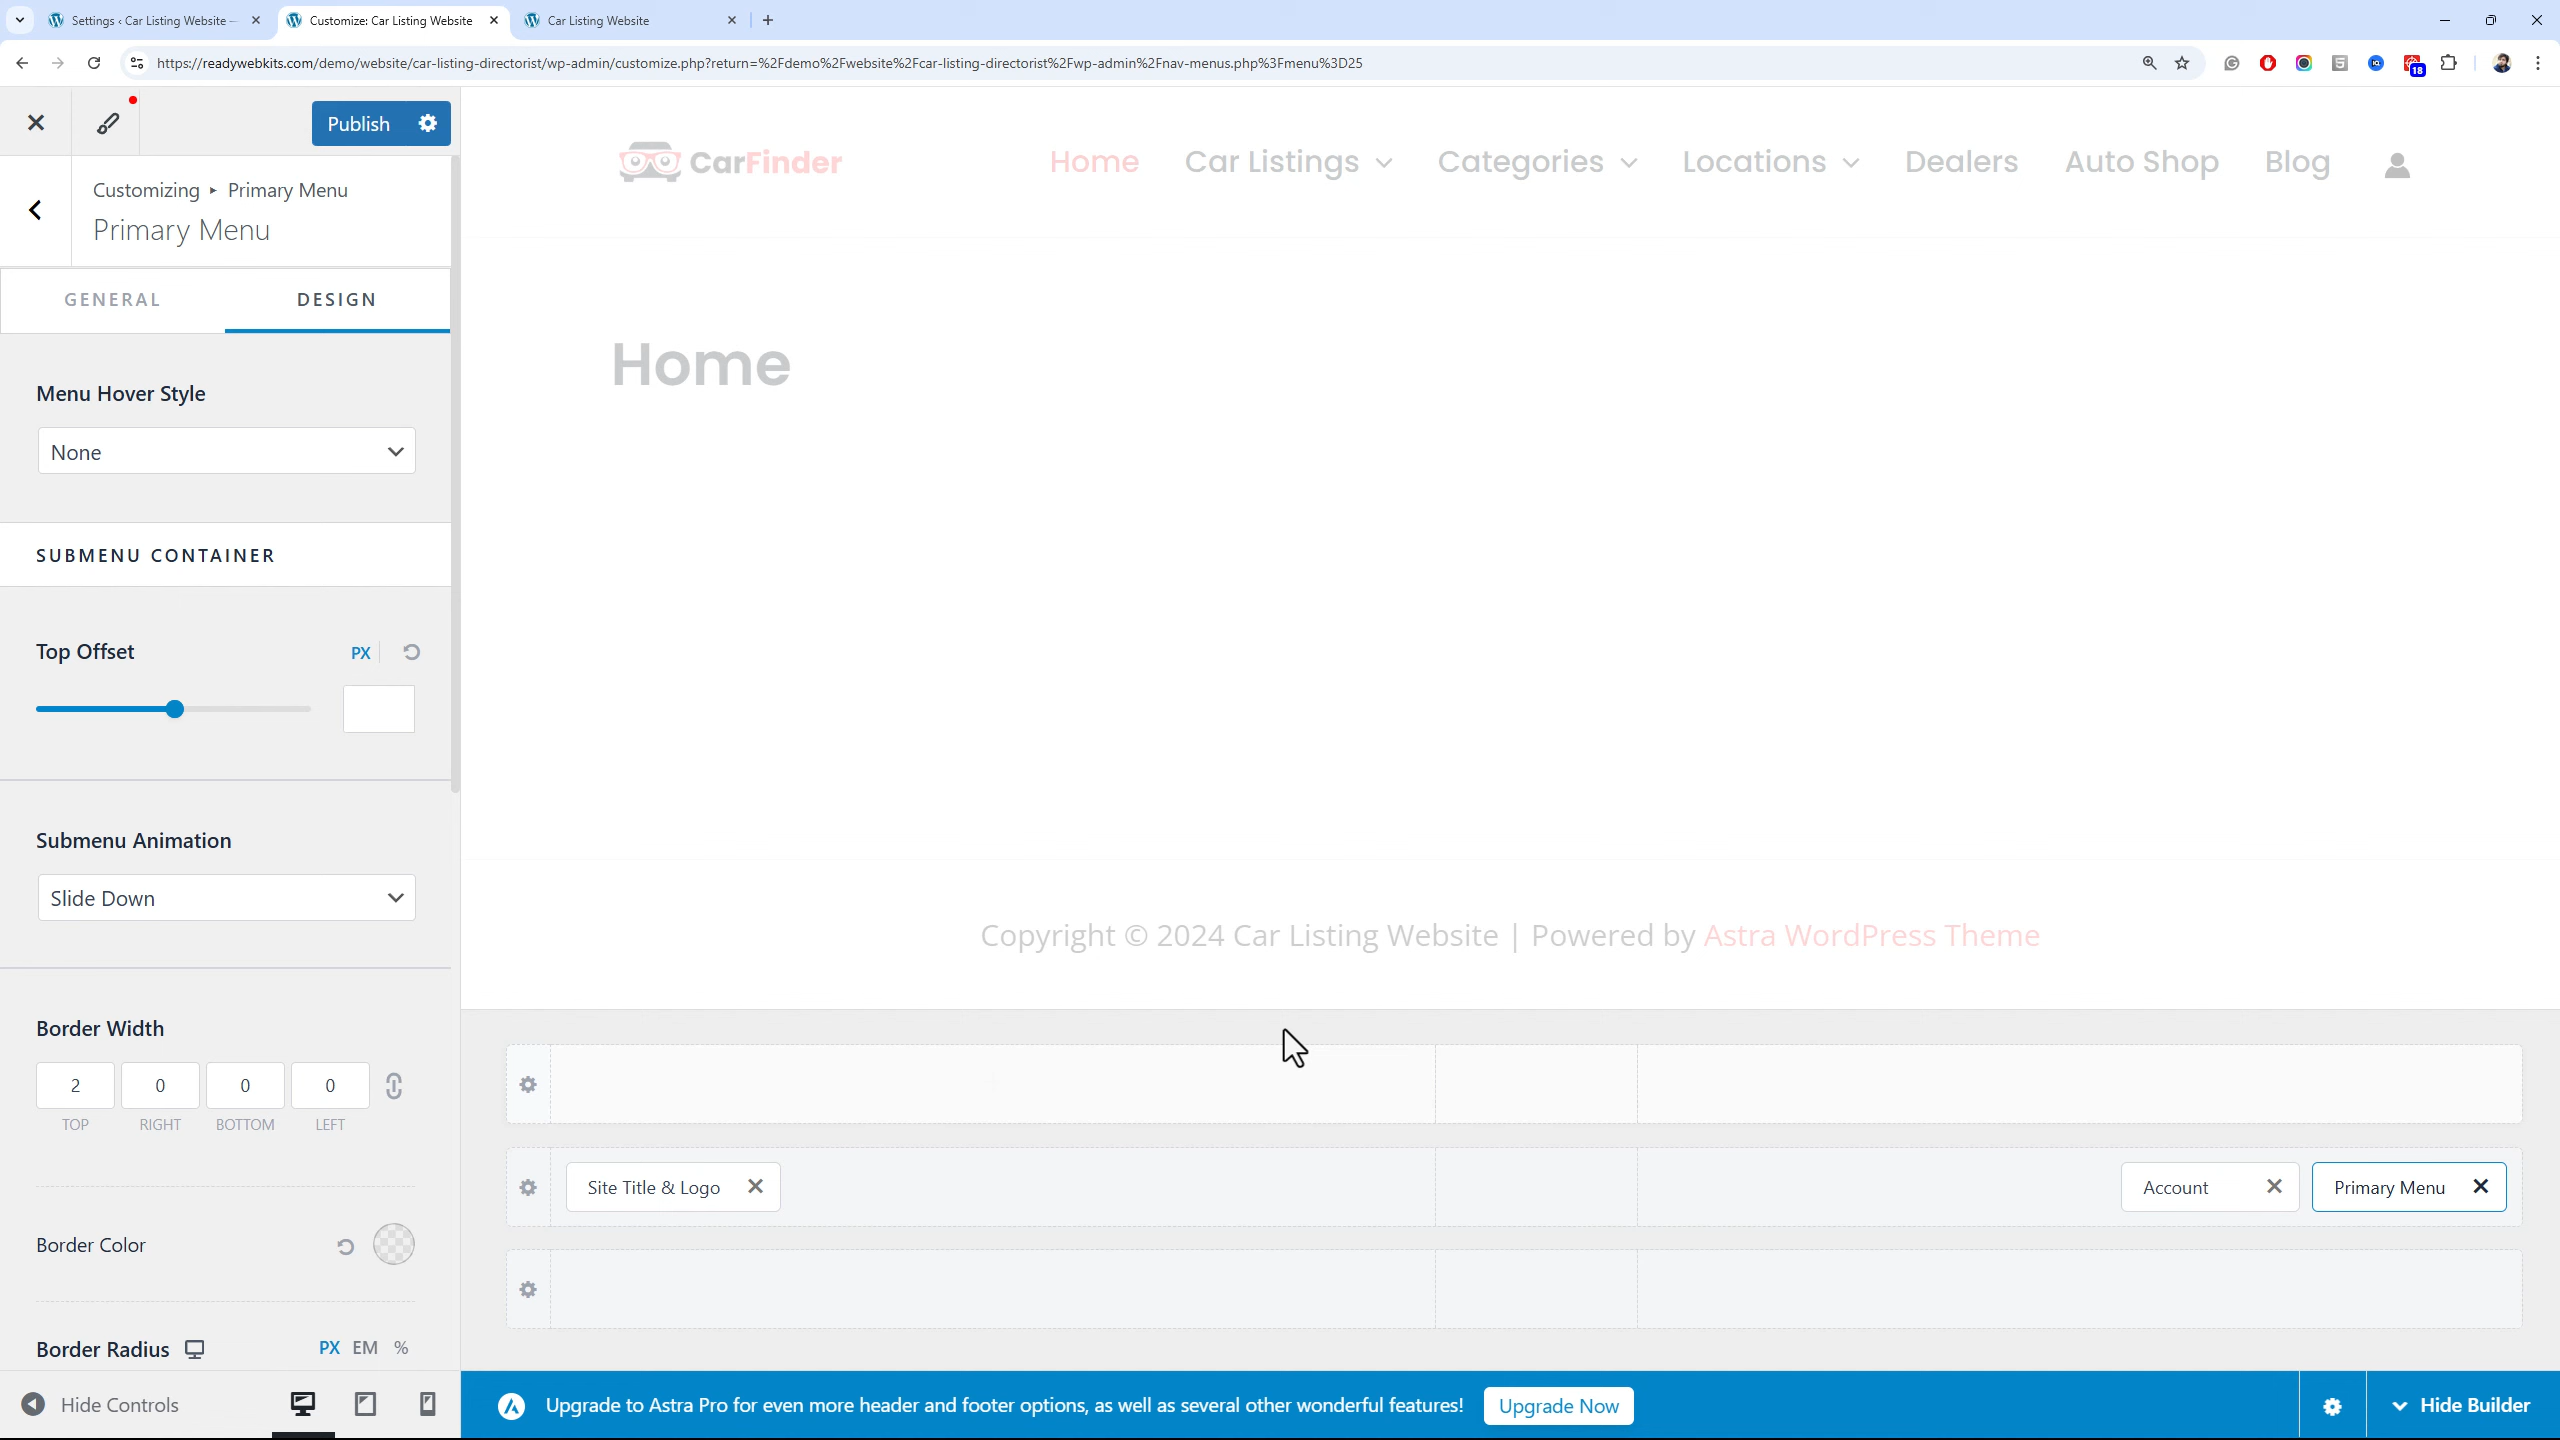 Settings ‹ Car Listing Website –
Customize: Car Listing Website
Car Listing Website
https://readywebkits.com/demo/website/car-listing-directorist/wp-admin/customize.php?return=%2Fdemo%2Fwebsite%2Fcar-listing-directorist%2Fwp-admin%2Fnav-menus.php%3Fmenu%3D25
18
Publish
Customizing ▸ Primary Menu
Primary Menu
GENERAL
DESIGN
Menu Hover Style
None
SUBMENU CONTAINER
Top Offset
PX
Submenu Animation
Slide Down
Border Width
2
0
0
0
TOP
RIGHT
BOTTOM
LEFT
Border Color
Border Radius
PX EM %
Hide Controls
CarFinder
Home
Car Listings
Categories
Locations
Dealers
Auto Shop
Blog
Home
Copyright © 2024 Car Listing Website | Powered by Astra WordPress Theme
Site Title & Logo
Account
Primary Menu
Upgrade to Astra Pro for even more header and footer options, as well as several other wonderful features!
Upgrade Now
Hide Builder